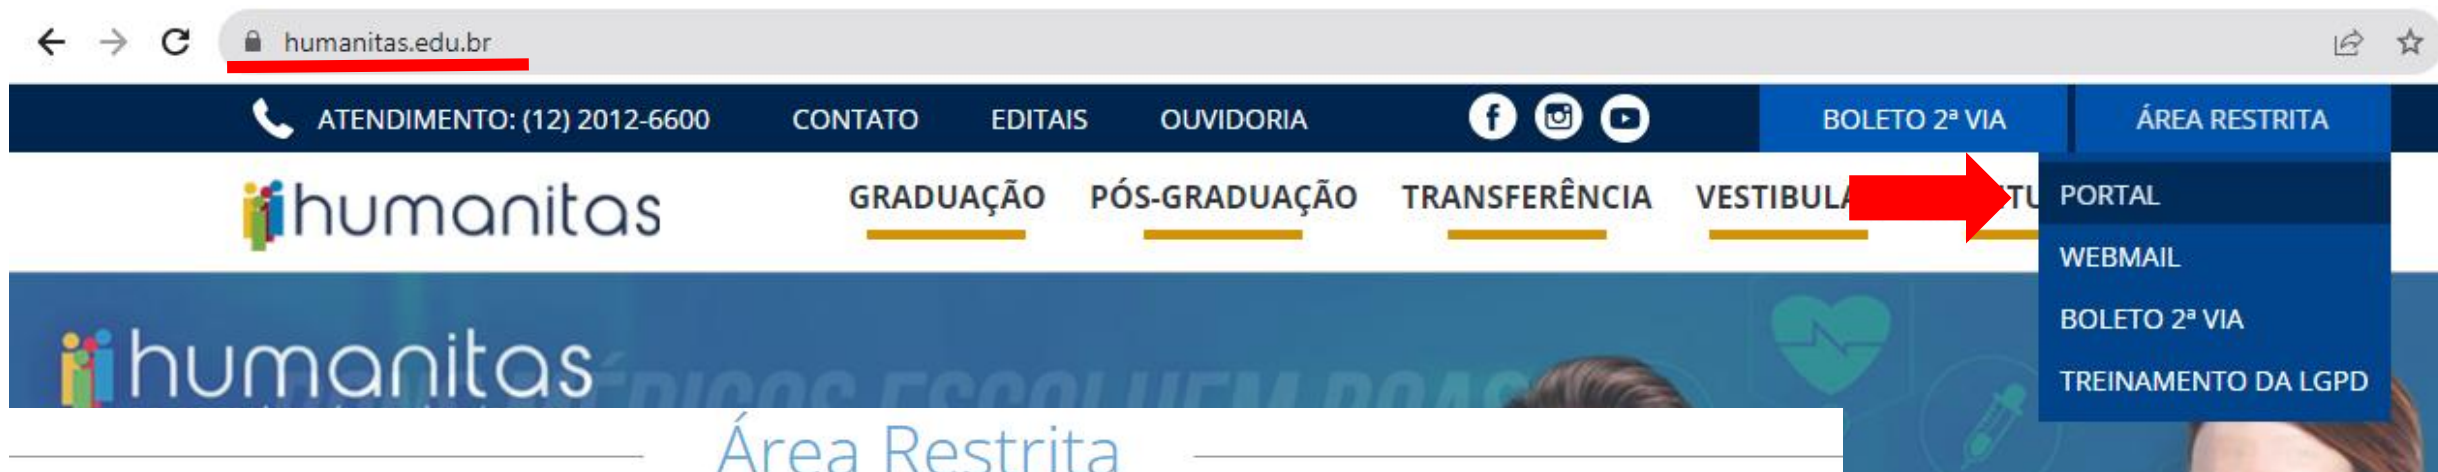 humanitas.edu.br
ATENDIMENTO: (12) 2012-6600 CONTATO EDITAIS OUVIDORIA BOLETO 2ª VIA ÁREA RESTRITA
humanitas GRADUAÇÃO PÓS-GRADUAÇÃO TRANSFERÊNCIA
PORTAL
WEBMAIL
BOLETO 2ª VIA
TREINAMENTO DA LGPD
humanitas
ESCOLHEM
Área Restrita